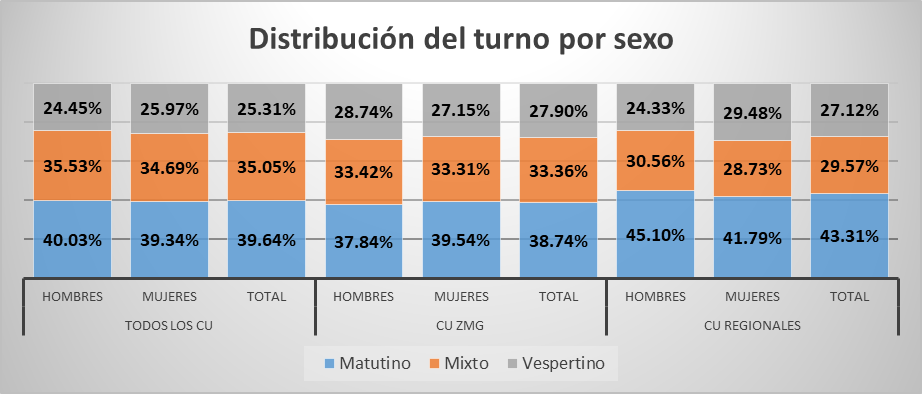 Distribución del turno por sexo
24.45% 25.97% 25.31% 28.74% 27.15% 27.90% 24.33% 29.48% 27.12%
35.53% 34.69% 35.05% 33.42% 33.31% 33.36% 30.56% 28.73% 29.57%
40.03% 39.34% 39.64% 37.84% 39.54% 38.74% 45.10% 41.79% 43.31%
HOMBRES MUJERES TOTAL HOMBRES MUJERES TOTAL HOMBRES MUJERES TOTAL
TODOS LOS CU CU ZMG CU REGIONALES
Matutino Mixto Vespertino